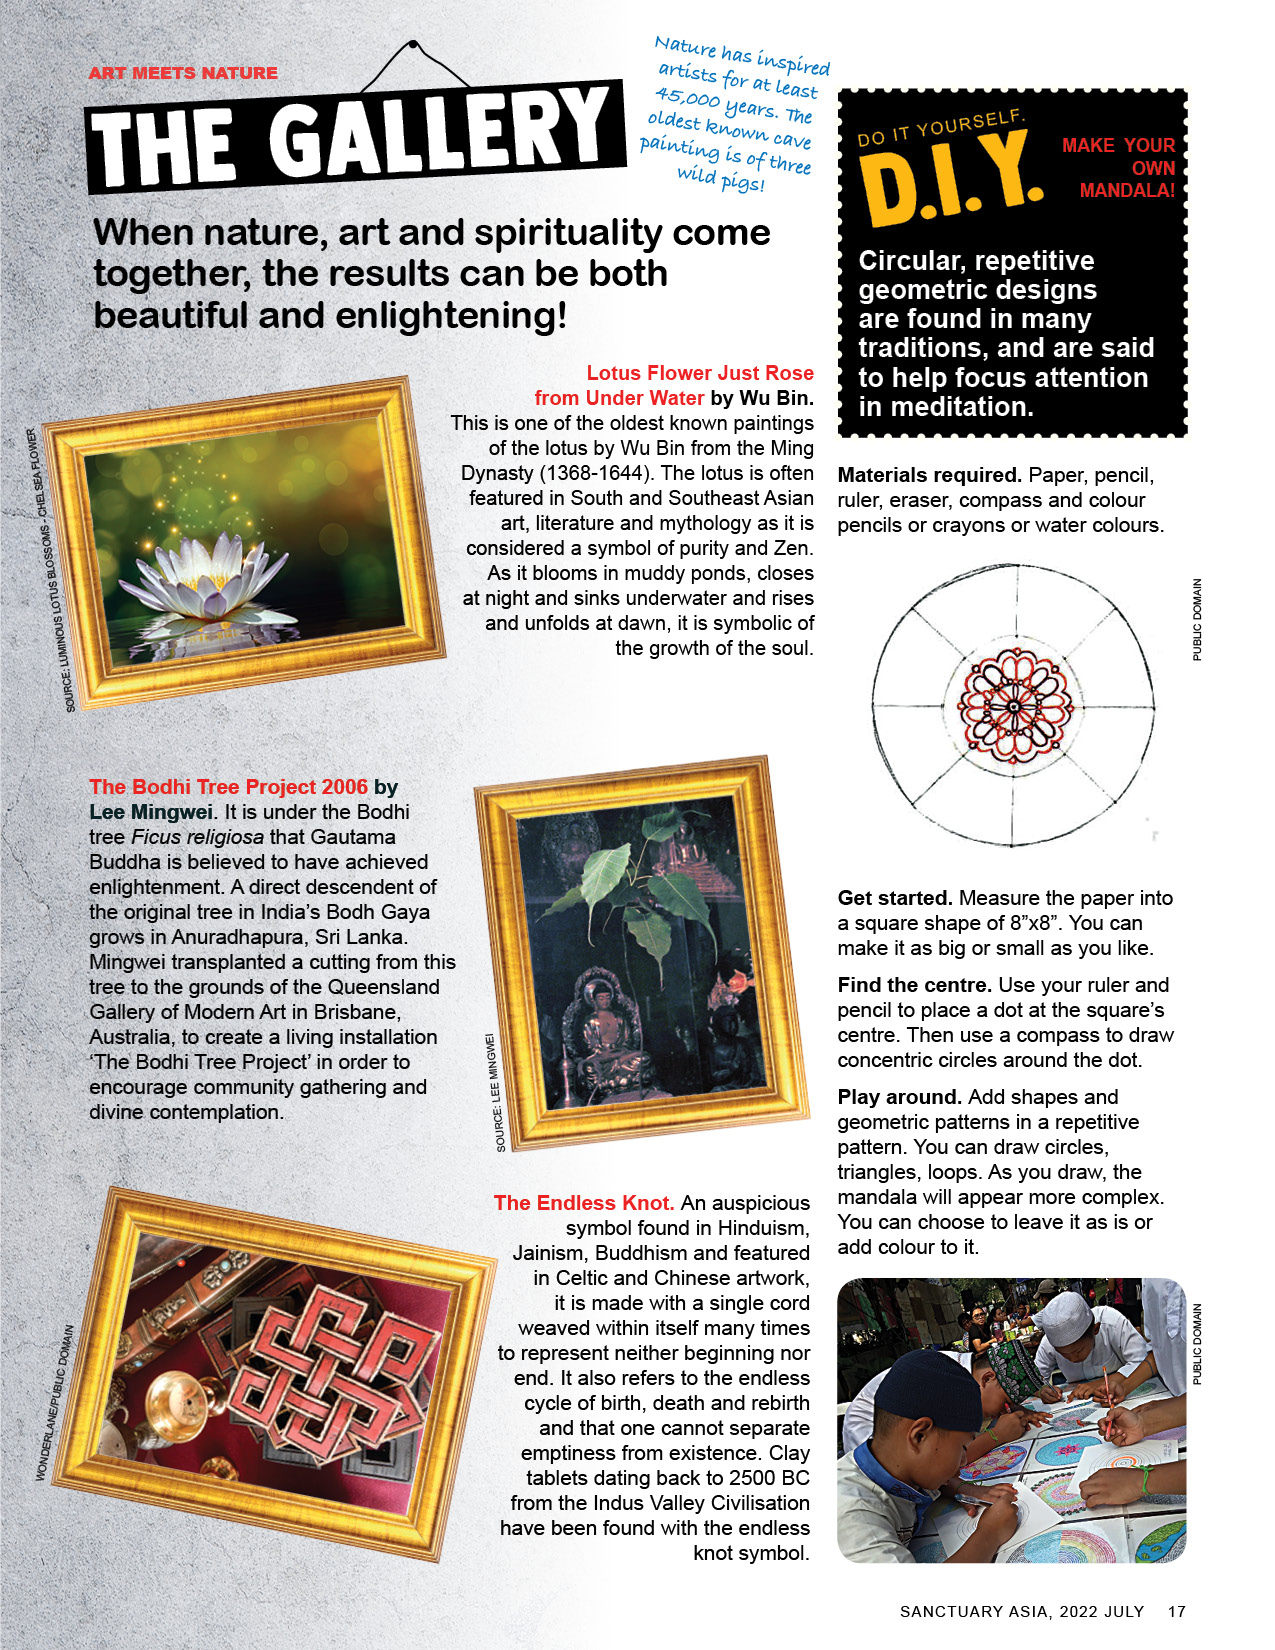 ART MEETS NATURE
THE GALLERY
Nature has inspired
artists for at least
45,000 years. The
oldest known cave
painting is of three
wild pigs!
When nature, art and spirituality come
together, the results can be both
beautiful and enlightening!
SOURCE: LUMINOUS LOTUS BLOSSOMS - CHELSEA FLOWER
Lotus Flower Just Rose
from Under Water by Wu Bin.
This is one of the oldest known paintings
of the lotus by Wu Bin from the Ming
Dynasty (1368-1644). The lotus is often
featured in South and Southeast Asian
art, literature and mythology as it is
considered a symbol of purity and Zen.
As it blooms in muddy ponds, closes
at night and sinks underwater and rises
and unfolds at dawn, it is symbolic of
the growth of the soul.
The Bodhi Tree Project 2006 by
Lee Mingwei. It is under the Bodhi
tree Ficus religiosa that Gautama
Buddha is believed to have achieved
enlightenment. A direct descendent of
the original tree in India's Bodh Gaya
grows in Anuradhapura, Sri Lanka.
Mingwei transplanted a cutting from this
tree to the grounds of the Queensland
Gallery of Modern Art in Brisbane,
Australia, to create a living installation
‘The Bodhi Tree Project’ in order to
encourage community gathering and
divine contemplation.
SOURCE: LEE MINGWEI
WONDERLANE/PUBLIC DOMAIN
The Endless Knot. An auspicious
symbol found in Hinduism,
Jainism, Buddhism and featured
in Celtic and Chinese artwork,
it is made with a single cord
weaved within itself many times
to represent neither beginning nor
end. It also refers to the endless
cycle of birth, death and rebirth
and that one cannot separate
emptiness from existence. Clay
tablets dating back to 2500 BC
from the Indus Valley Civilisation
have been found with the endless
knot symbol.
DO IT YOURSELF.
D.I.Y.
MAKE YOUR
OWN
MANDALA!
Circular, repetitive
geometric designs
are found in many
traditions, and are said
to help focus attention
in meditation.
Materials required. Paper, pencil,
ruler, eraser, compass and colour
pencils or crayons or water colours.
PUBLIC DOMAIN
Get started. Measure the paper into
a square shape of 8”x8”. You can
make it as big or small as you like.
Find the centre. Use your ruler and
pencil to place a dot at the square’s
centre. Then use a compass to draw
concentric circles around the dot.
Play around. Add shapes and
geometric patterns in a repetitive
pattern. You can draw circles,
triangles, loops. As you draw, the
mandala will appear more complex.
You can choose to leave it as is or
add colour to it.
PUBLIC DOMAIN
SANCTUARY ASIA, 2022 JULY 17